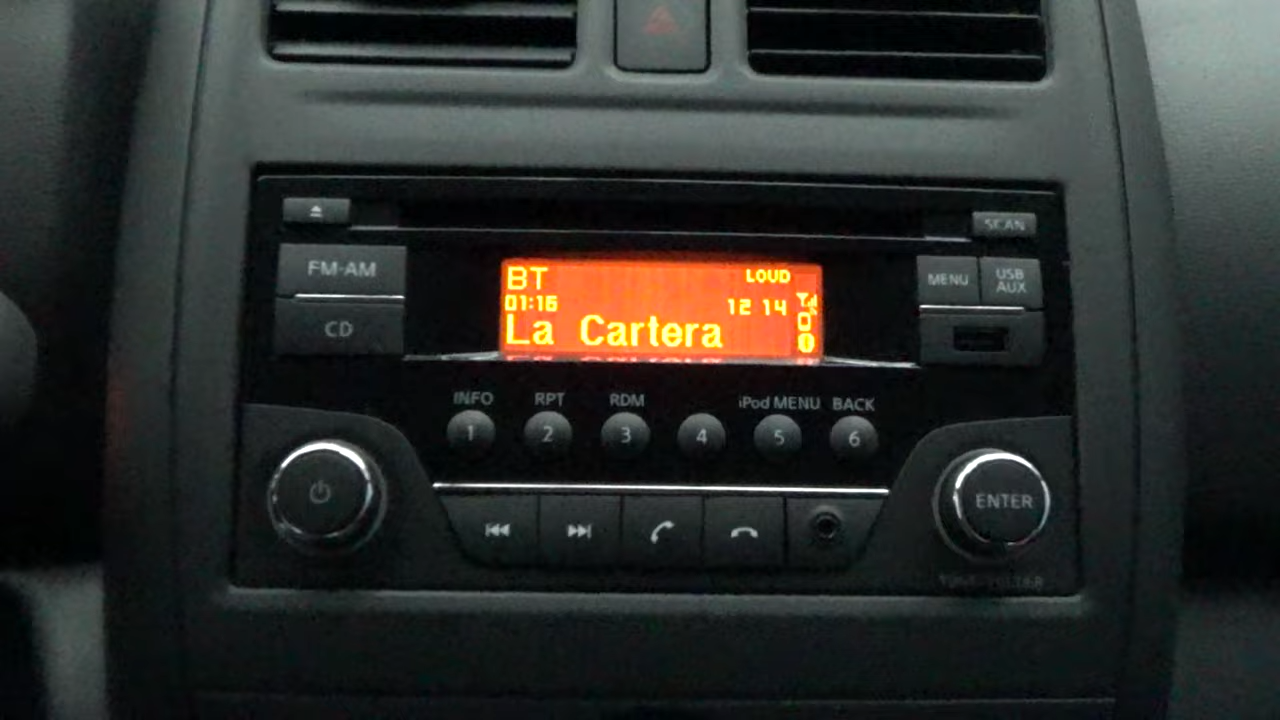 SCAN
FM·AM
CD
BT LOUD
01:16 12 14
La Cartera
MENU
USB AUX
INFO RPT RDM iPod MENU BACK
1 2 3 4 5 6
ENTER